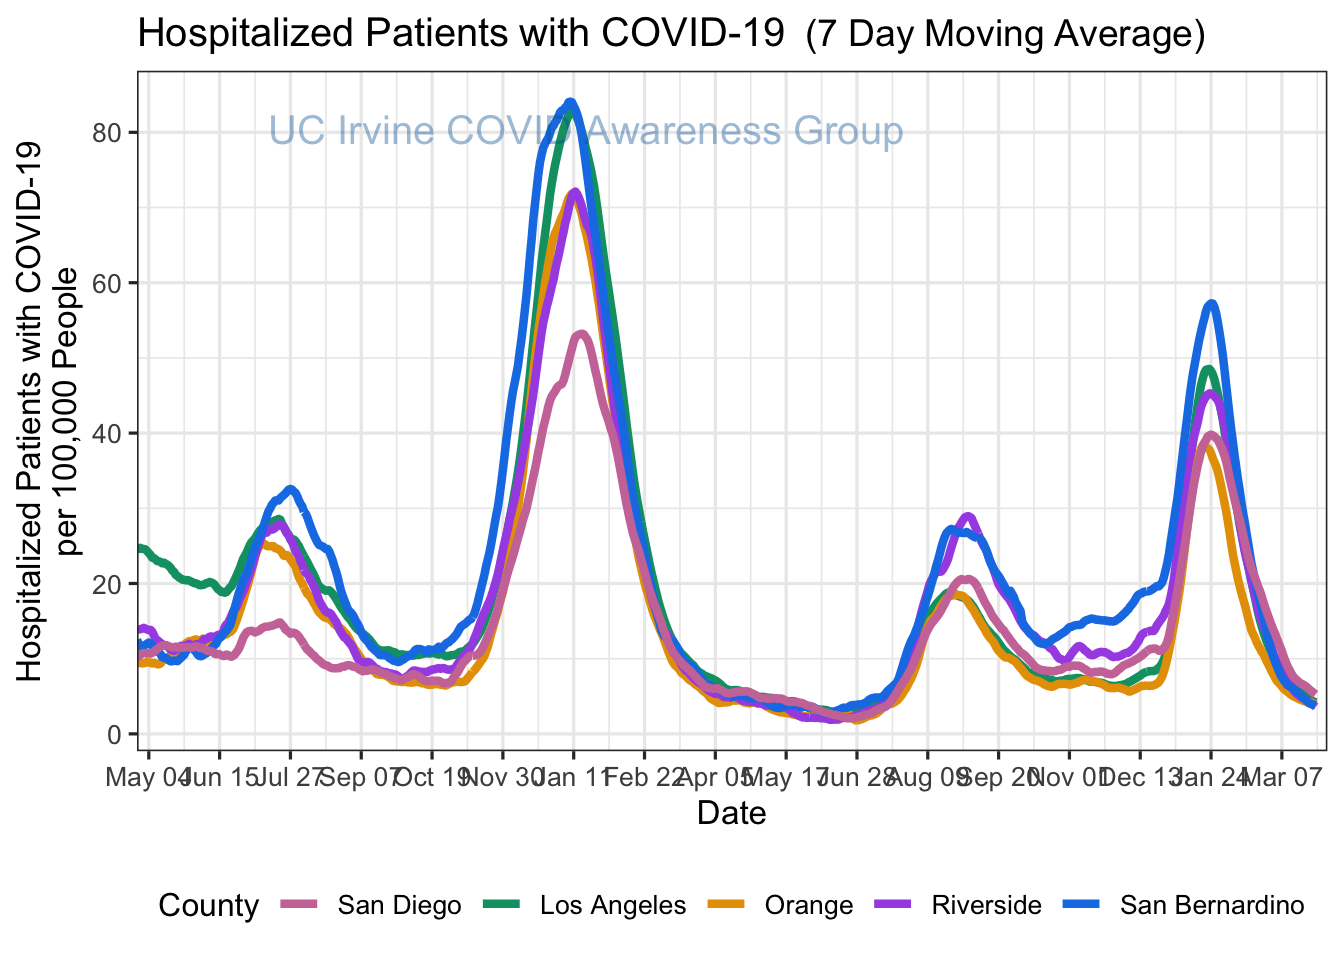 Hospitalized Patients with COVID-19 (7 Day Moving Average)
UC Irvine COVID Awareness Group
Hospitalized Patients with COVID-19
per 100,000 People
80
60
40
20
0
May 04 Jun 15 Jul 27 Sep 07 Oct 19 Nov 30 Jan 11 Feb 22 Apr 05 May 17 Jun 28 Aug 09 Sep 20 Nov 01 Dec 13 Jan 24 Mar 07
Date
County San Diego Los Angeles Orange Riverside San Bernardino